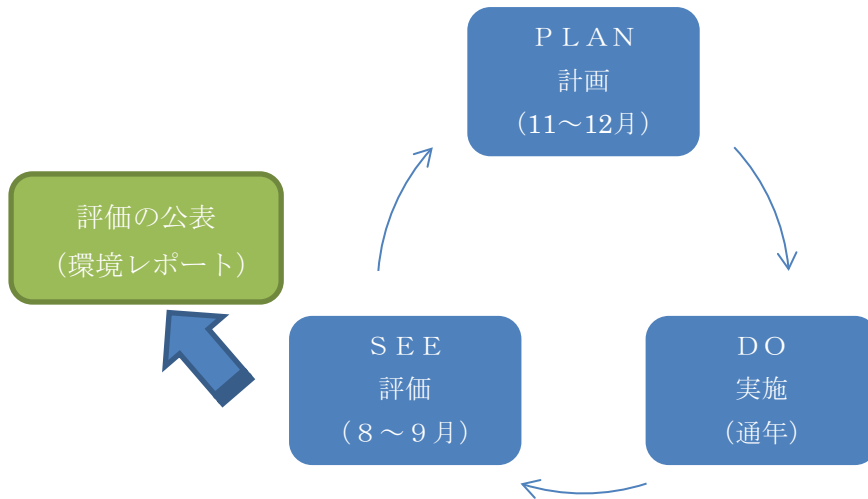 ＰＬＡＮ
計画
（11～12月）
評価の公表
（環境レポート）
ＳＥＥ
評価
（８～９月）
ＤＯ
実施
（通年）